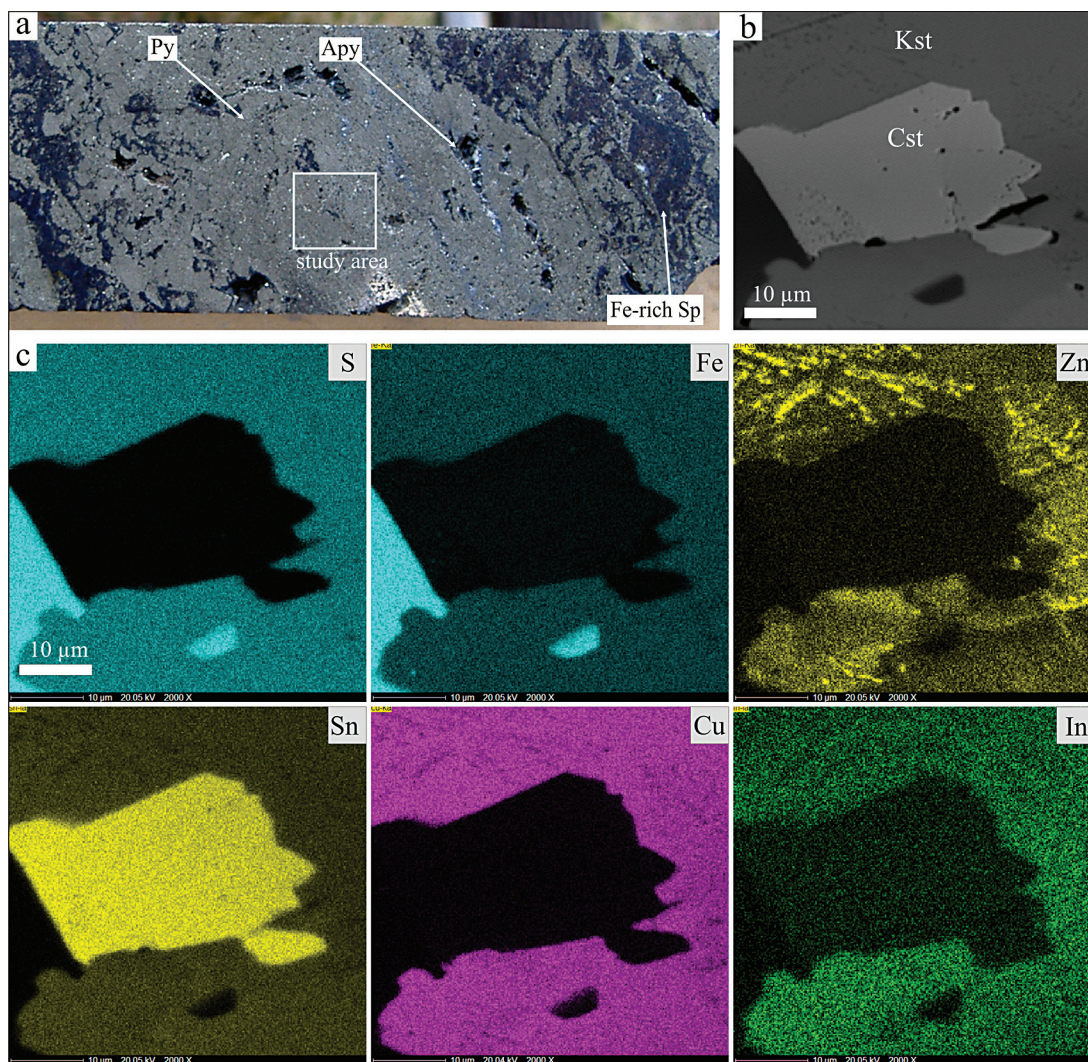 a
Py
Apy
study area
Fe-rich Sp
b
Kst
Cst
10 µm
c
S
10 µm
10 µm 20.05 kV 2000 X
Fe
10 µm 20.05 kV 2000 X
Zn
10 µm 20.05 kV 2000 X
Sn
10 µm 20.05 kV 2000 X
Cu
10 µm 20.04 kV 2000 X
In
10 µm 20.05 kV 2000 X